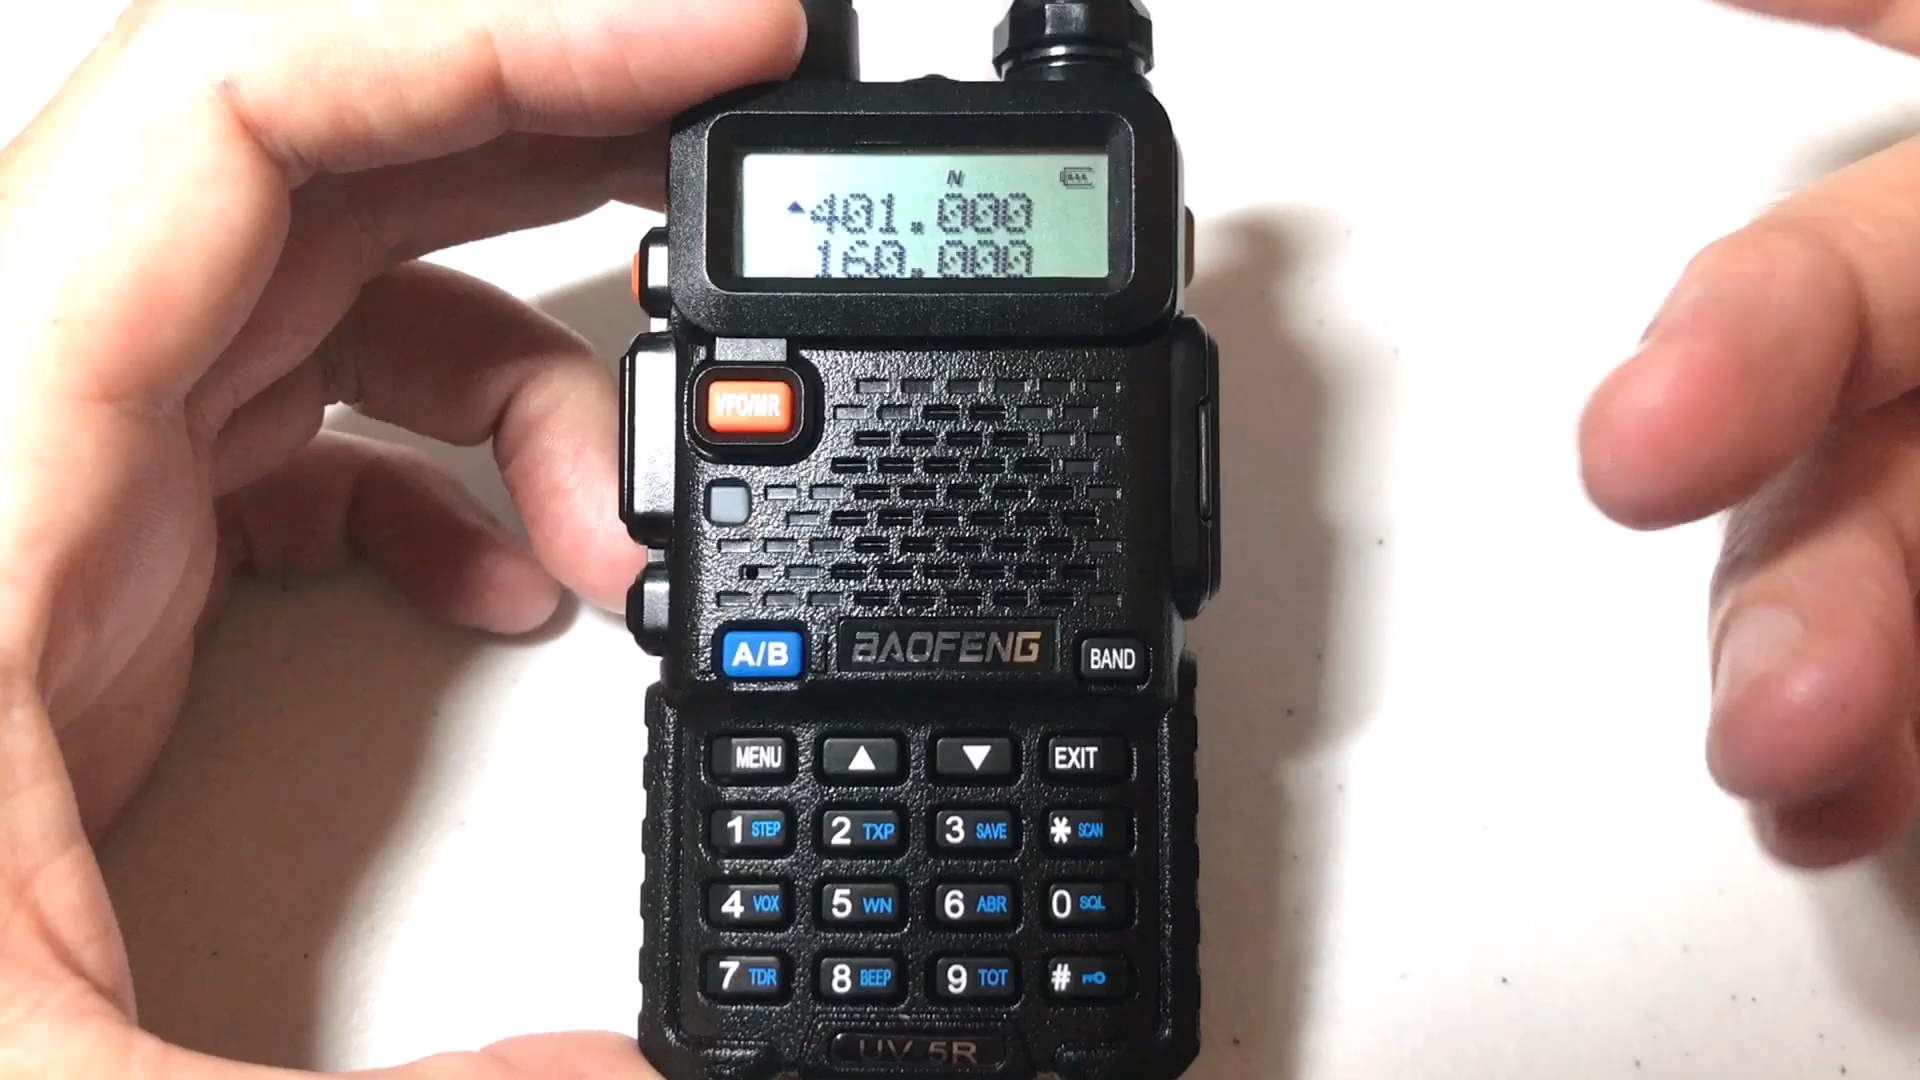 N
▲401.000
160.000
VFO/MR
A/B BAOFENG BAND
MENU ▲ ▼ EXIT
1 STEP 2 TXP 3 SAVE * SCAN
4 VOX 5 WN 6 ABR 0 SQL
7 TDR 8 BEEP 9 TOT #
UV-5R